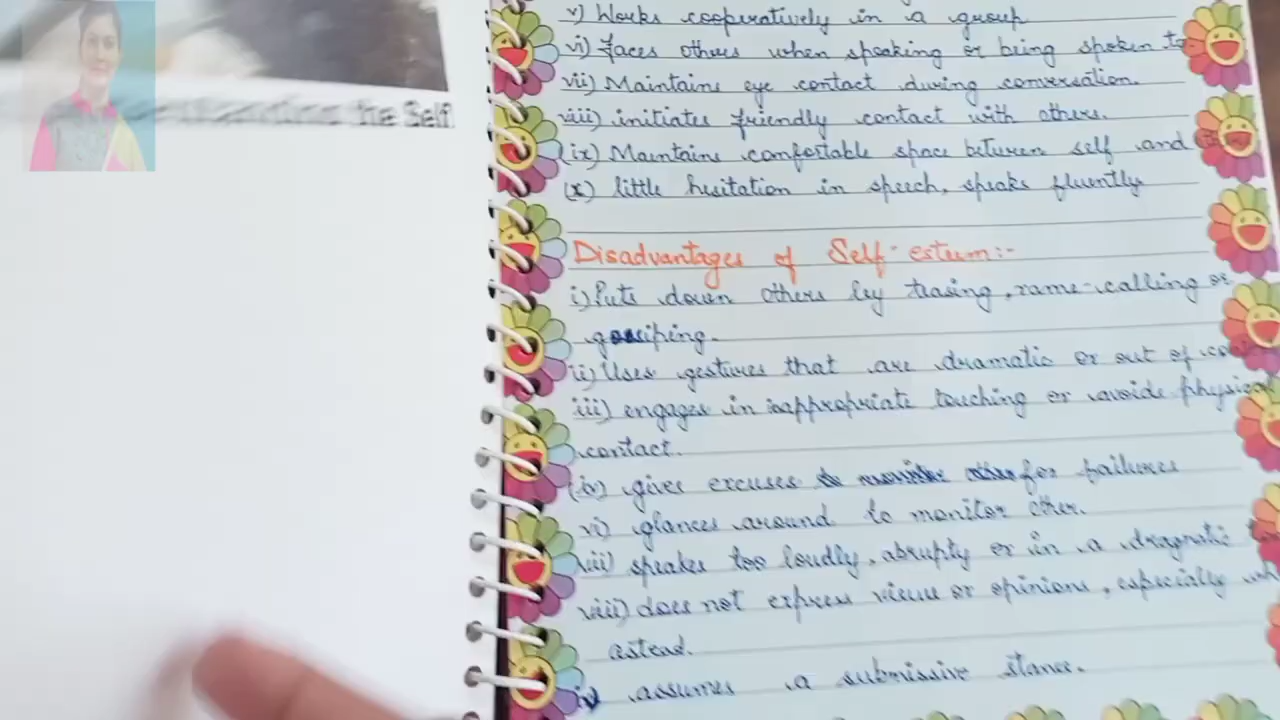 the Self
v) Works cooperatively in a group
vi) faces others when speaking or being spoken to
vii) Maintains eye contact during conversation.
viii) initiates friendly contact with others.
(ix) Maintains comfortable space between self and
(x) little hesitation in speech, speaks fluently
Disadvantages of Self-esteem:-
i) Puts down others by teasing, name-calling or
gossiping.
ii) Uses gestures that are dramatic or out of
iii) engages in inappropriate touching or avoids physical
contact.
(iv) gives excuses for failures
vi) glances around to monitor other.
vii) speaks too loudly, abruptly or in a dragmatic
viii) does not express views or opinions, especially
astead.
assumes a submissive stance.